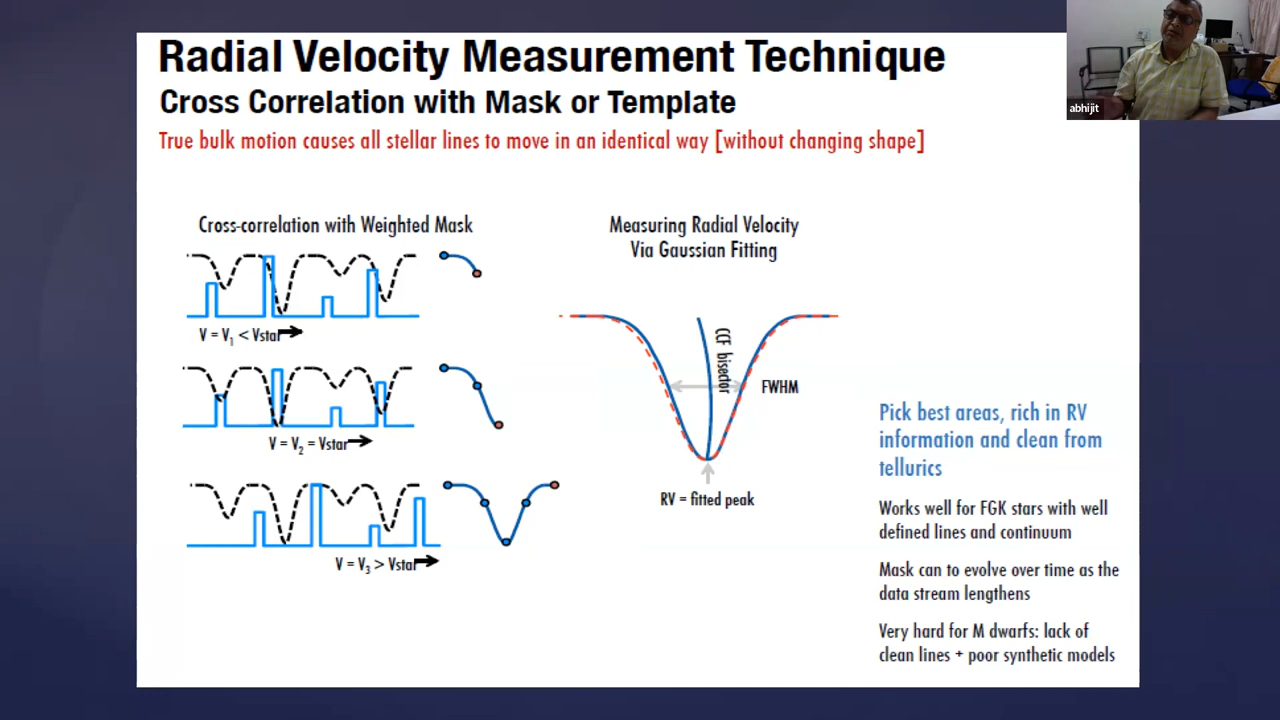 Radial Velocity Measurement Technique
Cross Correlation with Mask or Template
True bulk motion causes all stellar lines to move in an identical way [without changing shape]
abhijit
Cross-correlation with Weighted Mask
V = V₁ < Vstar
V = V₂ = Vstar
V = V₃ > Vstar
Measuring Radial Velocity
Via Gaussian Fitting
CCF bisector
FWHM
RV = fitted peak
Pick best areas, rich in RV
information and clean from
tellurics
Works well for FGK stars with well
defined lines and continuum
Mask can to evolve over time as the
data stream lengthens
Very hard for M dwarfs: lack of
clean lines + poor synthetic models